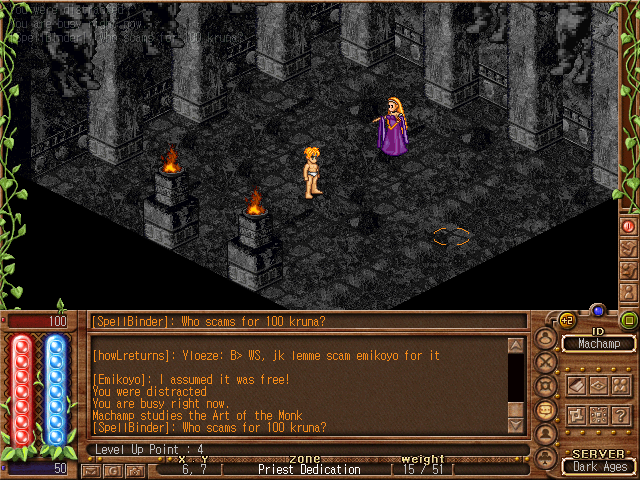 You were distracted
You are busy right now.
[SpellBinder]: Who scams for 100 kruna?
100
[SpellBinder]: Who scams for 100 kruna?
+2
ID
Machamp
[howLreturns]: Yloeze: B> WS, jk lemme scam emikoyo for it
[Emikoyo]: I assumed it was free!
You were distracted
You are busy right now.
Machamp studies the Art of the Monk
[SpellBinder]: Who scams for 100 kruna?
?
Level Up Point : 4
X Y zone weight
SERVER
50
G
6, 7 [ Priest Dedication ] 15 / 51 [
Dark Ages